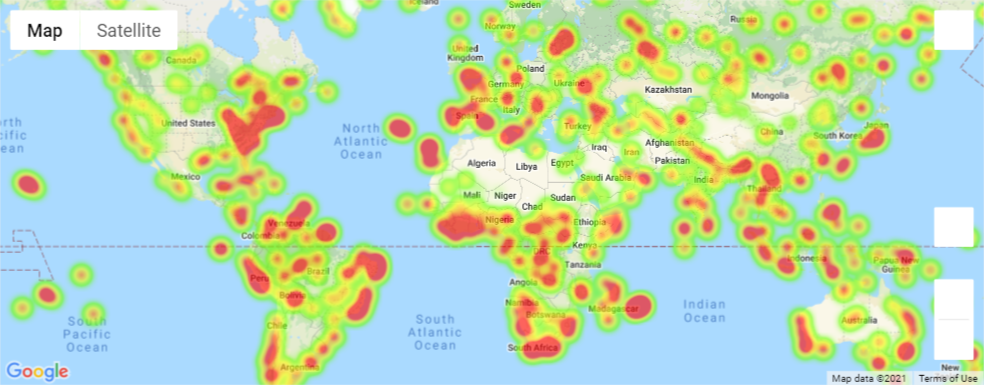 Map
Satellite
Iceland
Sweden
Norway
Russia
United
Kingdom
Canada
Poland
Germany
Ukraine
Kazakhstan
France
Mongolia
Italy
Spain
United States
North
Atlantic
Ocean
Turkey
China
South Korea
Japan
Afghanistan
Iraq
Iran
Pakistan
Algeria
Libya
Egypt
Mexico
Saudi Arabia
India
Thailand
Mali
Niger
Sudan
Chad
Nigeria
Ethiopia
Venezuela
Colombia
Kenya
DRC
Indonesia
Papua New
Guinea
Tanzania
Peru
Brazil
Angola
Bolivia
Namibia
Botswana
Madagascar
Indian
Ocean
South
Pacific
Ocean
South
Atlantic
Ocean
Chile
Australia
South Africa
Argentina
New
Google
Map data ©2021
Terms of Use